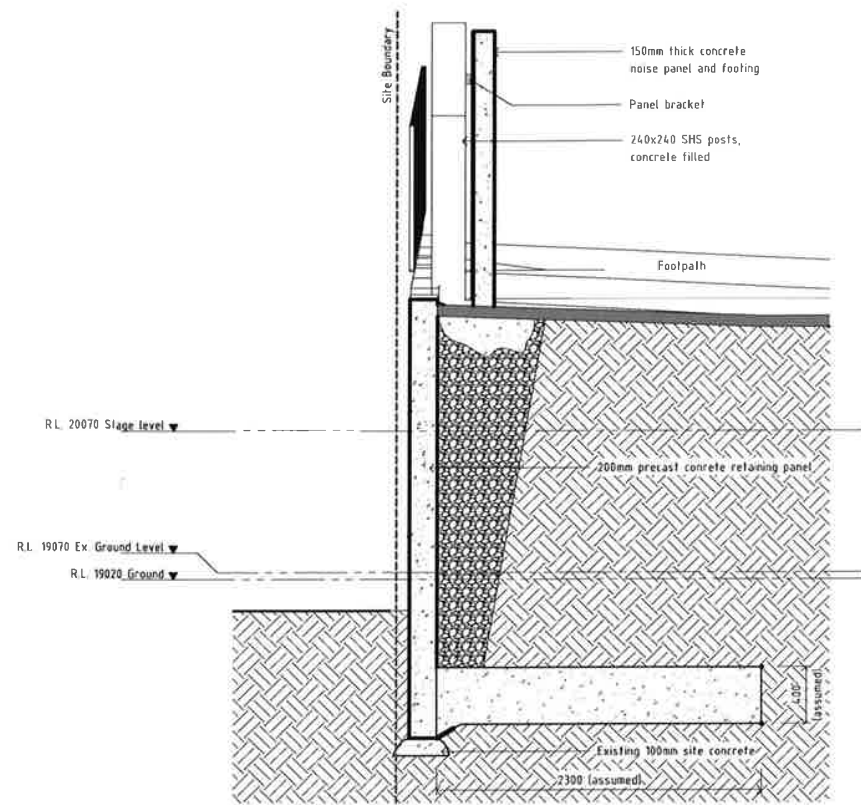 Site Boundary
150mm thick concrete
noise panel and footing
Panel bracket
240x240 SHS posts,
concrete filled
Footpath
R.L. 20070 Stage level
200mm precast conrete retaining panel
R.L. 19070 Ex. Ground Level
R.L. 19020 Ground
400
(assumed)
Existing 100mm site concrete
2300 (assumed)